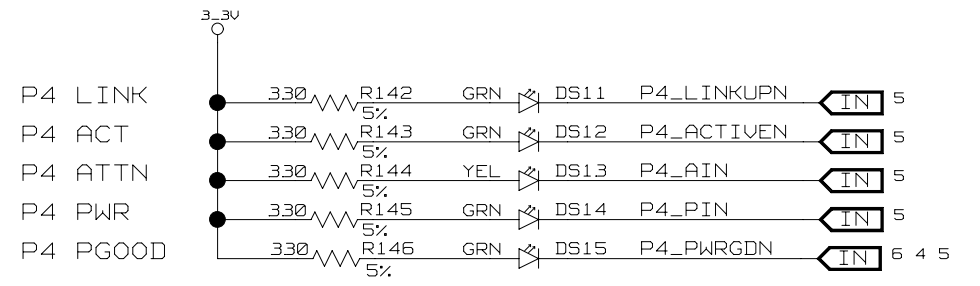 3_3V
P4 LINK 330 R142 5% GRN DS11 P4_LINKUPN IN 5
P4 ACT 330 R143 5% GRN DS12 P4_ACTIVEN IN 5
P4 ATTN 330 R144 5% YEL DS13 P4_AIN IN 5
P4 PWR 330 R145 5% GRN DS14 P4_PIN IN 5
P4 PGOOD 330 R146 5% GRN DS15 P4_PWRGDN IN 6 4 5